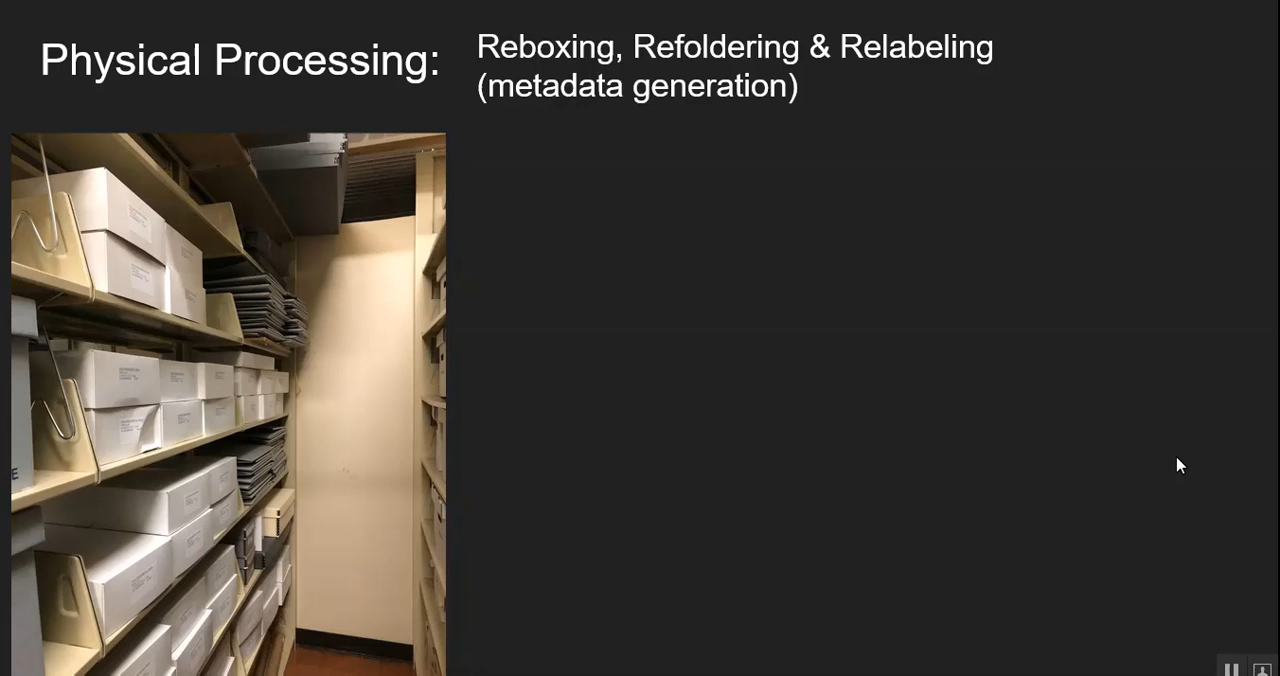 Physical Processing:
Reboxing, Refoldering & Relabeling
(metadata generation)
E